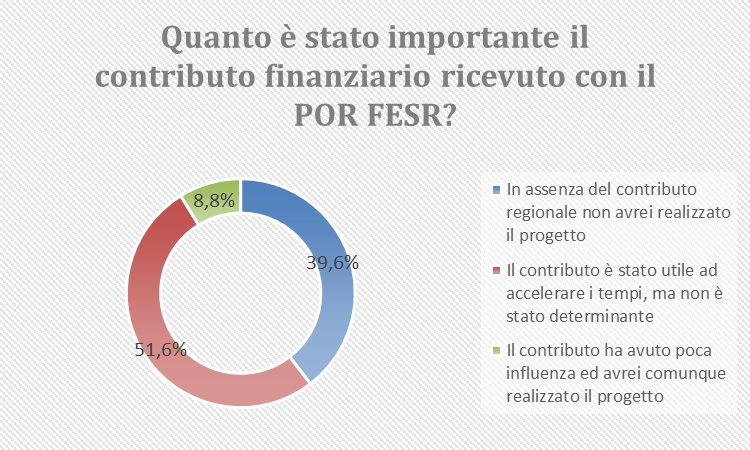 Quanto è stato importante il
contributo finanziario ricevuto con il
POR FESR?
8,8%
39,6%
51,6%
In assenza del contributo
regionale non avrei realizzato
il progetto
Il contributo è stato utile ad
accelerare i tempi, ma non è
stato determinante
Il contributo ha avuto poca
influenza ed avrei comunque
realizzato il progetto